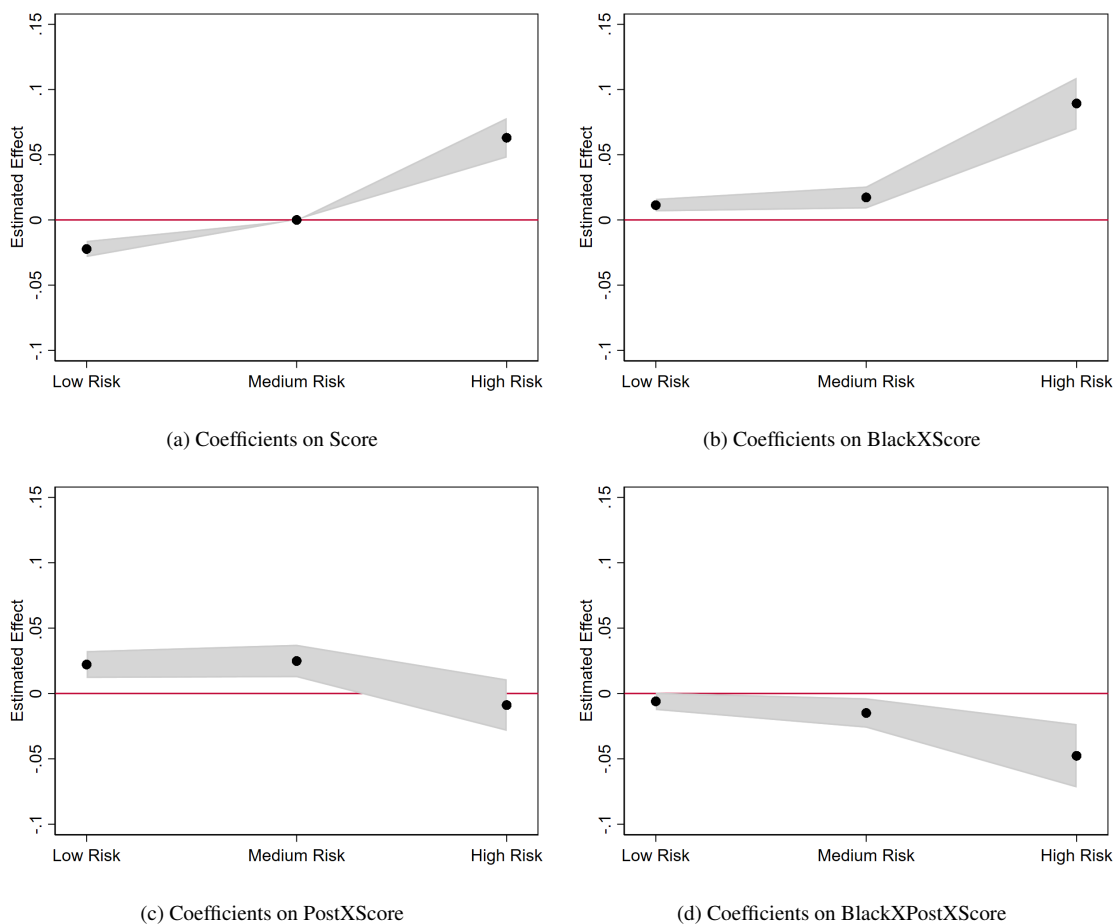 .15
.1
.05
0
-.05
-.1
Estimated Effect
Low Risk Medium Risk High Risk
(a) Coefficients on Score
.15
.1
.05
0
-.05
-.1
Estimated Effect
Low Risk Medium Risk High Risk
(b) Coefficients on BlackXScore
.15
.1
.05
0
-.05
-.1
Estimated Effect
Low Risk Medium Risk High Risk
(c) Coefficients on PostXScore
.15
.1
.05
0
-.05
-.1
Estimated Effect
Low Risk Medium Risk High Risk
(d) Coefficients on BlackXPostXScore